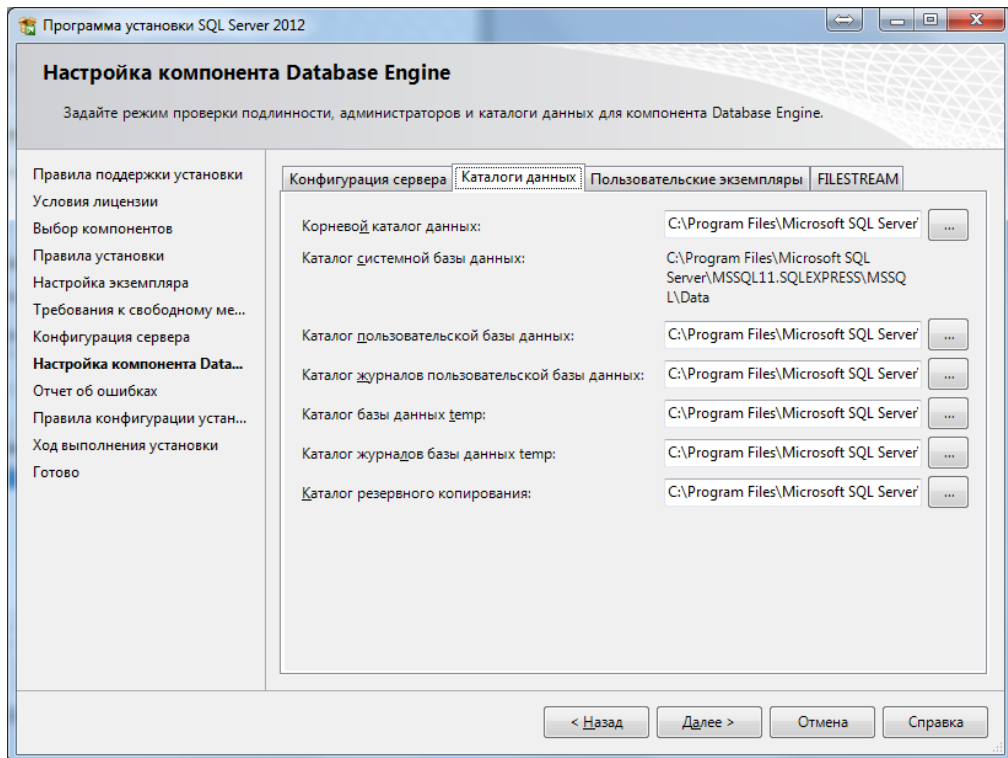 Программа установки SQL Server 2012
Настройка компонента Database Engine
Задайте режим проверки подлинности, администраторов и каталоги данных для компонента Database Engine.
Правила поддержки установки
Условия лицензии
Выбор компонентов
Правила установки
Настройка экземпляра
Требования к свободному ме...
Конфигурация сервера
Настройка компонента Data...
Отчет об ошибках
Правила конфигурации устан...
Ход выполнения установки
Готово
Конфигурация сервера Каталоги данных Пользовательские экземпляры FILESTREAM
Корневой каталог данных: C:\Program Files\Microsoft SQL Server\ ...
Каталог системной базы данных: C:\Program Files\Microsoft SQL
Server\MSSQL11.SQLEXPRESS\MSSQ
L\Data
Каталог пользовательской базы данных: C:\Program Files\Microsoft SQL Server\ ...
Каталог журналов пользовательской базы данных: C:\Program Files\Microsoft SQL Server\ ...
Каталог базы данных temp: C:\Program Files\Microsoft SQL Server\ ...
Каталог журналов базы данных temp: C:\Program Files\Microsoft SQL Server\ ...
Каталог резервного копирования: C:\Program Files\Microsoft SQL Server\ ...
< Назад Далее > Отмена Справка